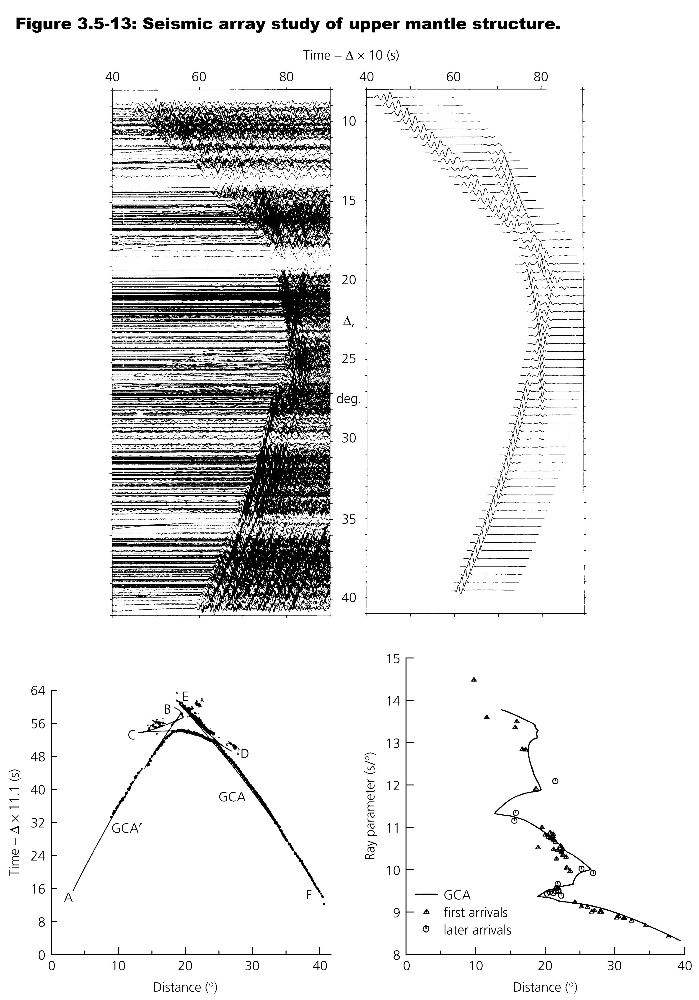 Figure 3.5-13: Seismic array study of upper mantle structure.
Time – Δ × 10 (s)
40 60 80 40 60 80
10
15
20
Δ,
25
deg.
30
35
40
15
14
13
12
11
10
9
8
Ray parameter (s/°)
GCA
first arrivals
later arrivals
0 10 20 30 40
Distance (°)
64
56
48
40
32
24
16
8
0
Time – Δ × 11.1 (s)
E
B
C
D
GCA
GCA′
A
F
0 10 20 30 40
Distance (°)